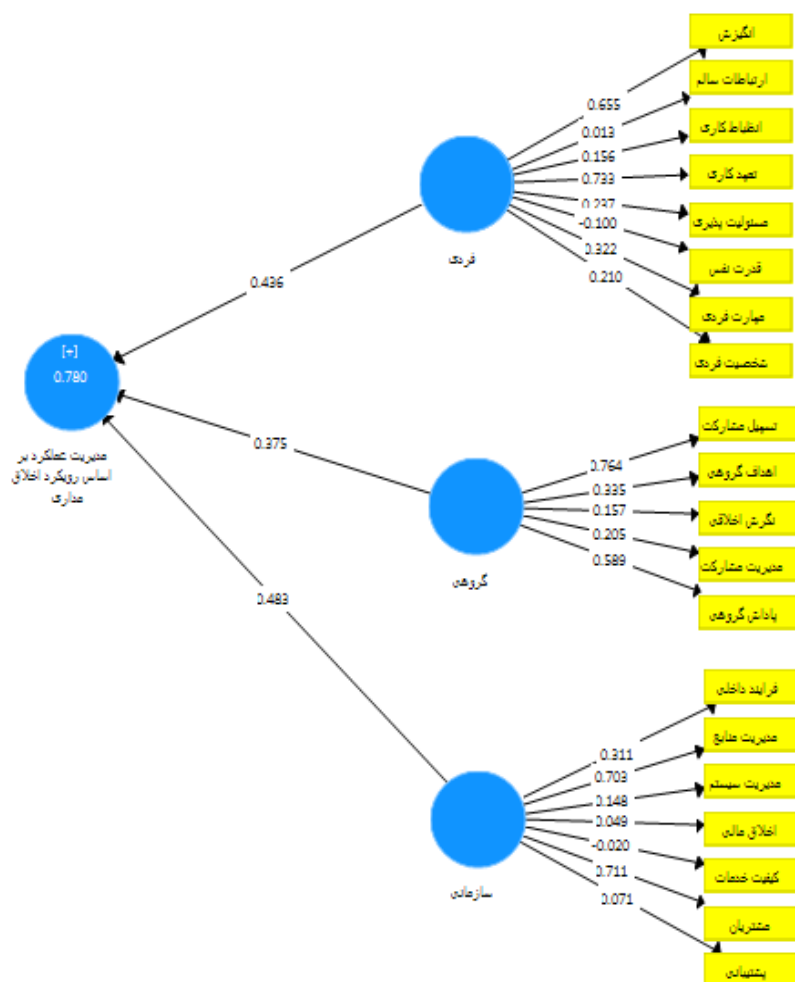 انگیزش
ارتباطات سالم
انظباط کاری
تعهد کاری
مسئولیت پذیری
قدرت نفس
مهارت فردی
شخصیت فردی
0.655
0.013
0.156
0.733
0.237
-0.100
0.322
0.210
فردی
0.436
[+]
0.780
مدیریت عملکرد بر
اساس رویکرد اخلاق
مداری
0.375
تسهیل مشارکت
اهداف گروهی
نگرش اخلاقی
مدیریت مشارکت
پاداش گروهی
0.764
0.335
0.157
0.205
0.589
گروهی
0.483
فرایند داخلی
مدیریت منابع
مدیریت سیستم
اخلاق مالی
کیفیت خدمات
مشتریان
پشتیبانی
0.311
0.703
0.148
0.049
-0.020
0.711
0.071
سازمانی